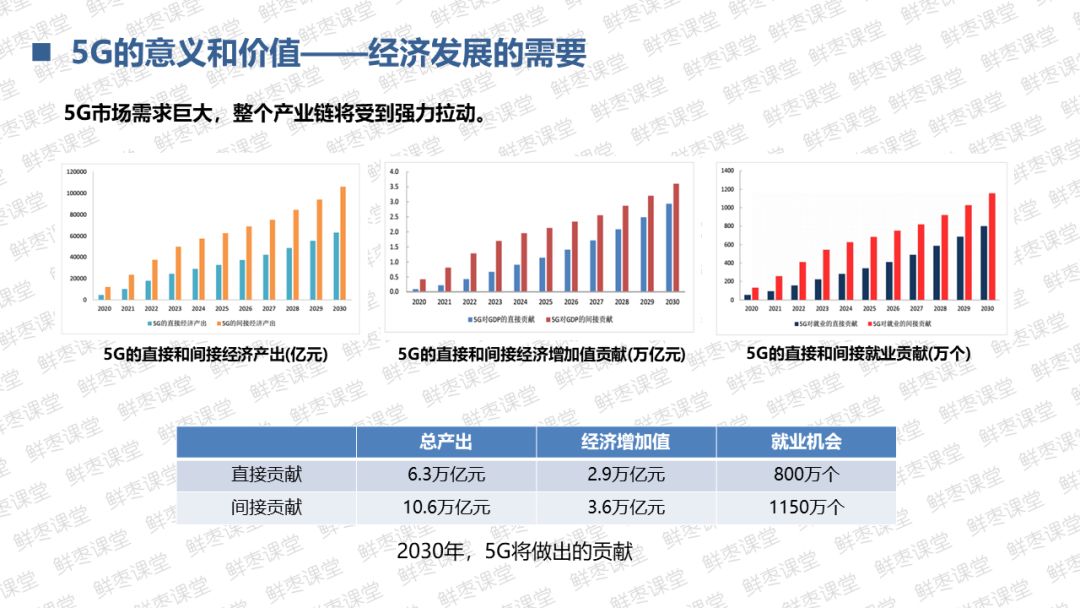 5G的意义和价值——经济发展的需要
5G市场需求巨大，整个产业链将受到强力拉动。
120000
100000
80000
60000
40000
20000
0
2020 2021 2022 2023 2024 2025 2026 2027 2028 2029 2030
5G的直接经济产出 5G的间接经济产出
5G的直接和间接经济产出(亿元)
4.0
3.5
3.0
2.5
2.0
1.5
1.0
0.5
0.0
2020 2021 2022 2023 2024 2025 2026 2027 2028 2029 2030
5G对GDP的直接贡献 5G对GDP的间接贡献
5G的直接和间接经济增加值贡献(万亿元)
1400
1200
1000
800
600
400
200
0
2020 2021 2022 2023 2024 2025 2026 2027 2028 2029 2030
5G对就业的直接贡献 5G对就业的间接贡献
5G的直接和间接就业贡献(万个)
总产出 经济增加值 就业机会
直接贡献 6.3万亿元 2.9万亿元 800万个
间接贡献 10.6万亿元 3.6万亿元 1150万个
2030年，5G将做出的贡献
鲜枣课堂